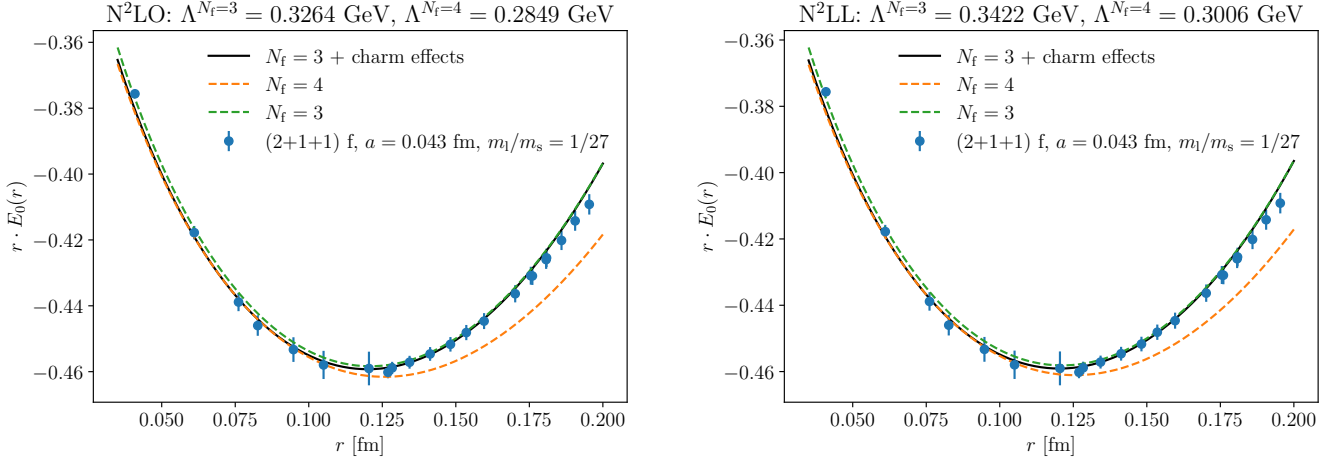 N²LO: Λ^{N_f=3} = 0.3264 GeV, Λ^{N_f=4} = 0.2849 GeV
−0.36
−0.38
−0.40
−0.42
−0.44
−0.46
r · E₀(r)
N_f = 3 + charm effects
N_f = 4
N_f = 3
(2+1+1) f, a = 0.043 fm, m_l/m_s = 1/27
0.050 0.075 0.100 0.125 0.150 0.175 0.200
r [fm]
N²LL: Λ^{N_f=3} = 0.3422 GeV, Λ^{N_f=4} = 0.3006 GeV
−0.36
−0.38
−0.40
−0.42
−0.44
−0.46
r · E₀(r)
N_f = 3 + charm effects
N_f = 4
N_f = 3
(2+1+1) f, a = 0.043 fm, m_l/m_s = 1/27
0.050 0.075 0.100 0.125 0.150 0.175 0.200
r [fm]